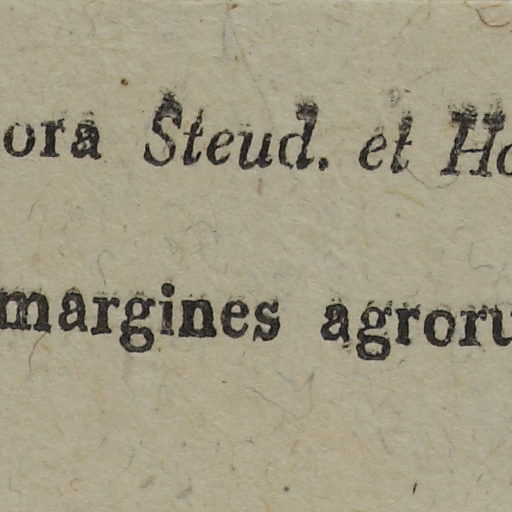 ora Steud. et Ho
margines agroru